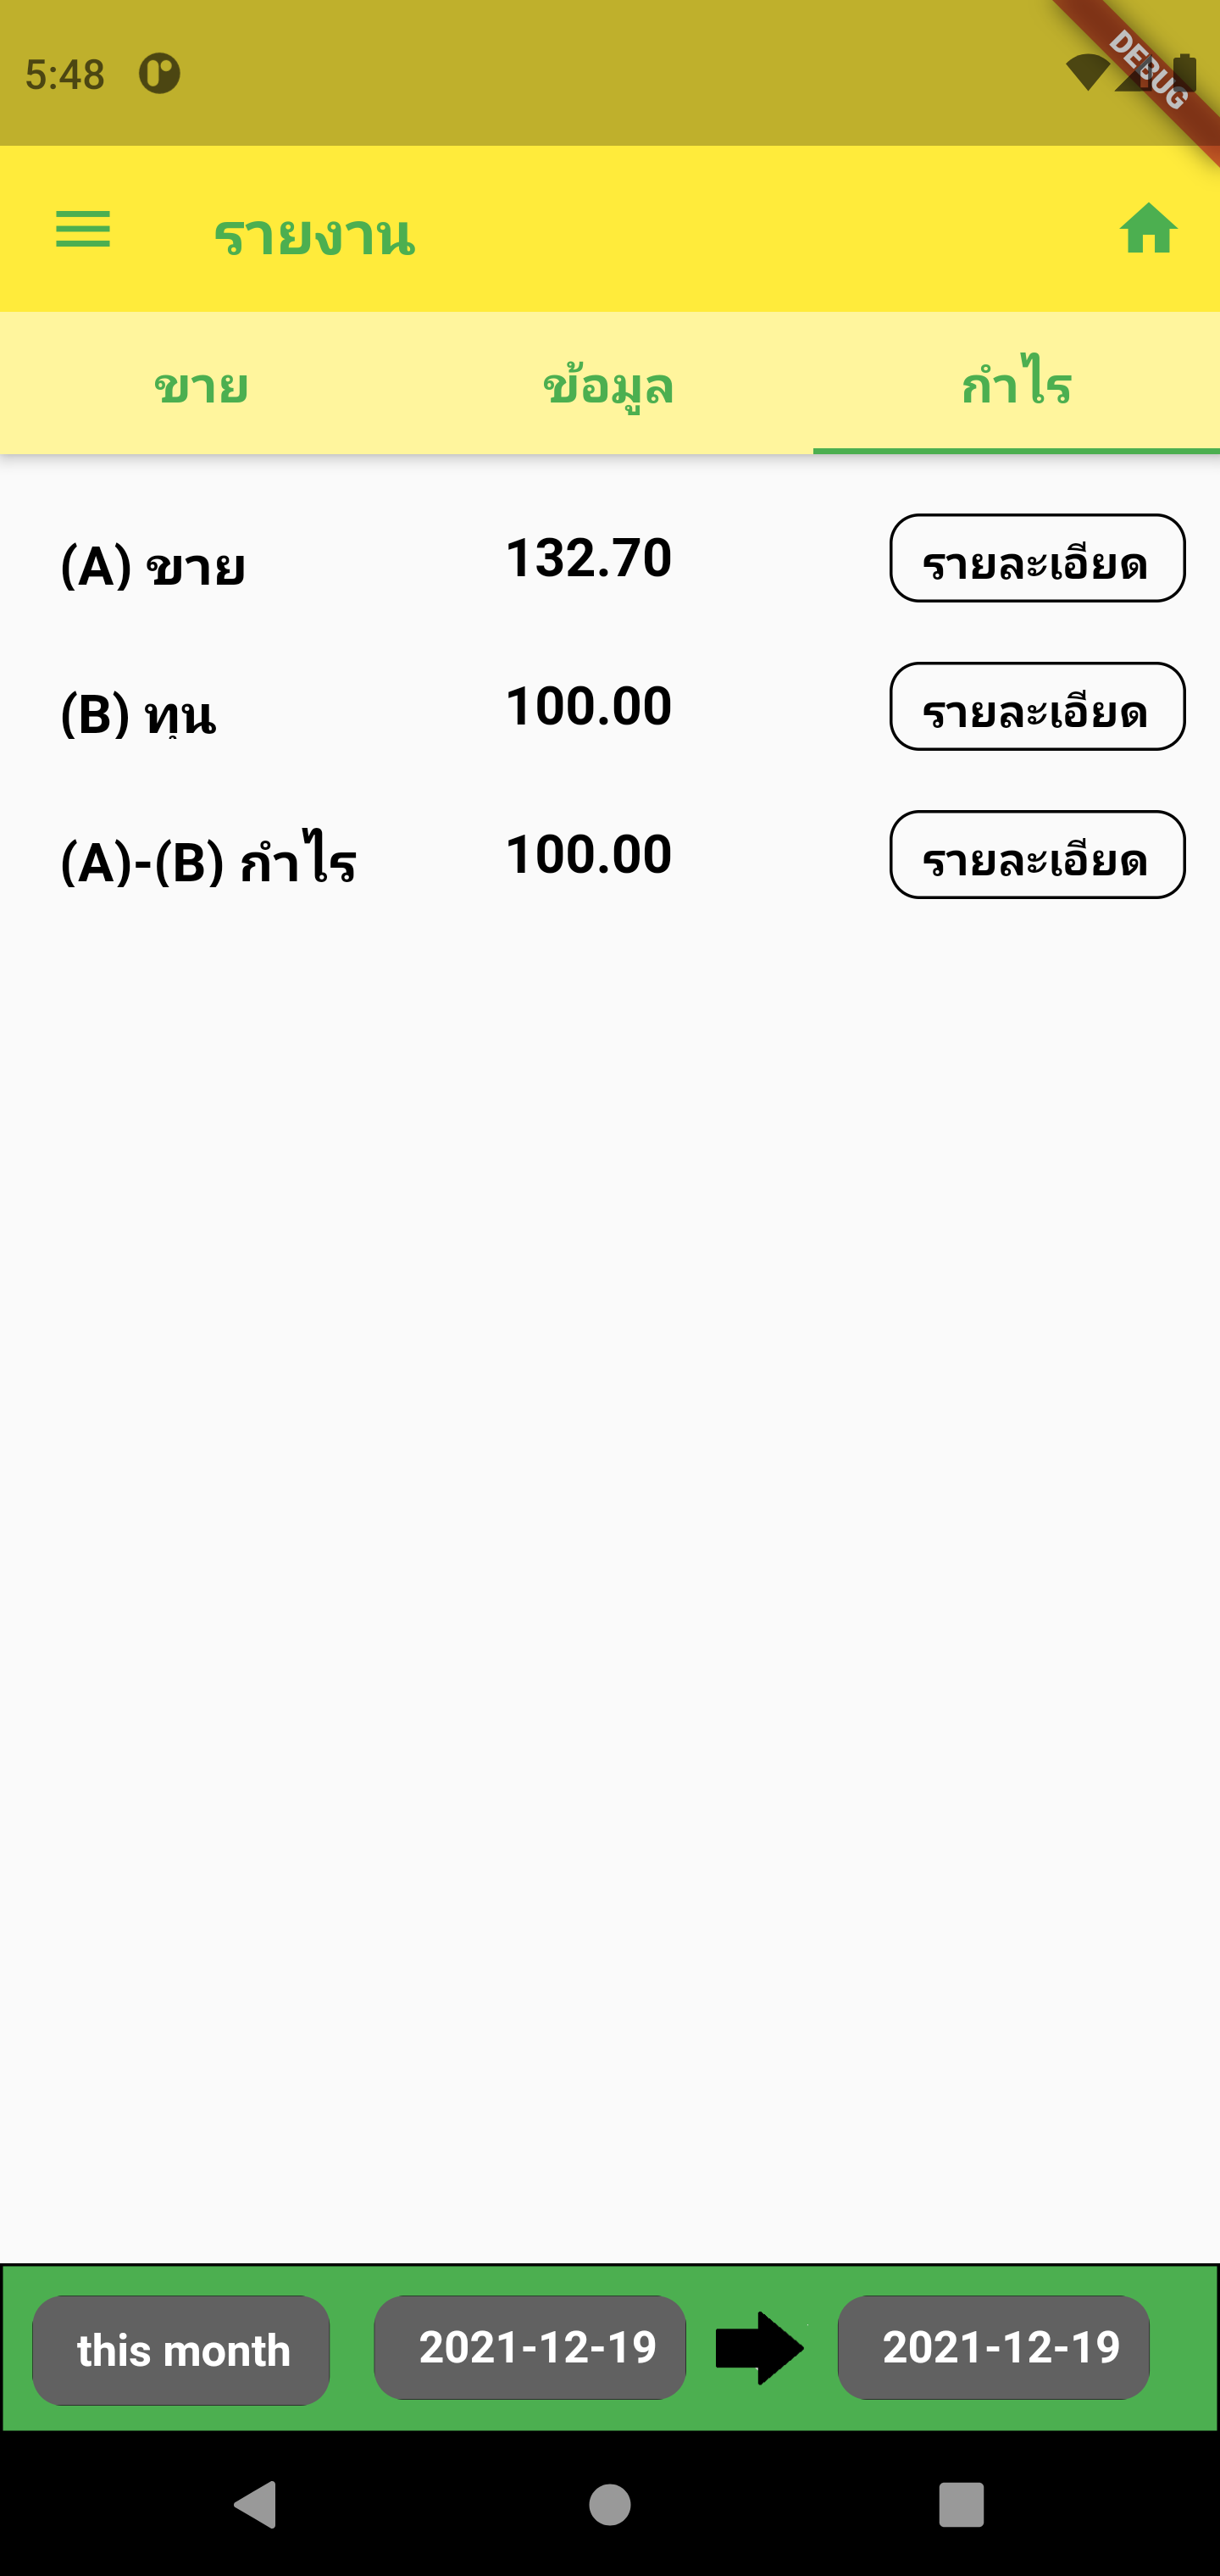 5:48
DEBUG
รายงาน
ขาย ข้อมูล กำไร
(A) ขาย 132.70 รายละเอียด
(B) ทุน 100.00 รายละเอียด
(A)-(B) กำไร 100.00 รายละเอียด
this month 2021-12-19 2021-12-19